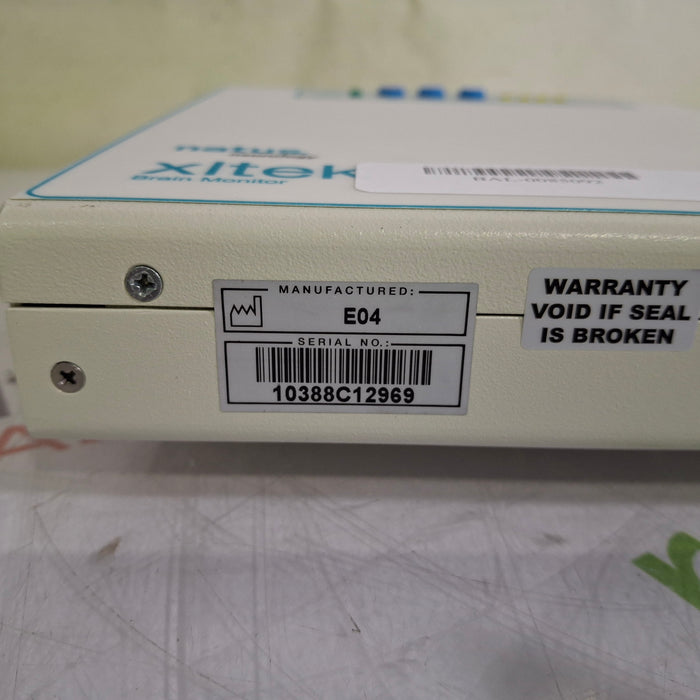 natus
xltek
Brain Monitor
MANUFACTURED:
E04
SERIAL NO.:
10388C12969
WARRANTY
VOID IF SEAL
IS BROKEN